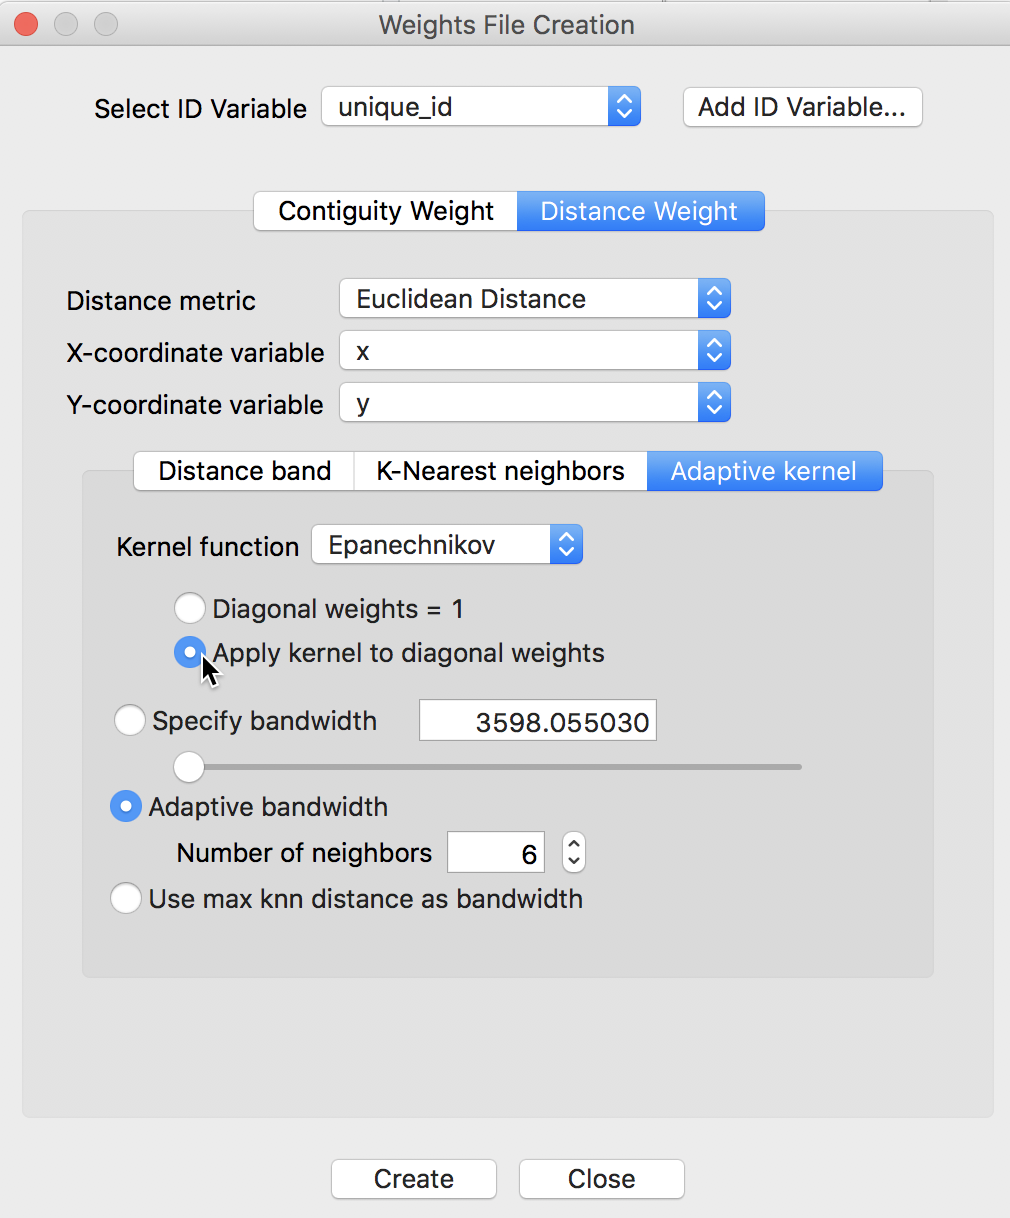 Weights File Creation
Select ID Variable unique_id Add ID Variable...
Contiguity Weight Distance Weight
Distance metric Euclidean Distance
X-coordinate variable x
Y-coordinate variable y
Distance band K-Nearest neighbors Adaptive kernel
Kernel function Epanechnikov
Diagonal weights = 1
Apply kernel to diagonal weights
Specify bandwidth 3598.055030
Adaptive bandwidth
Number of neighbors 6
Use max knn distance as bandwidth
Create Close